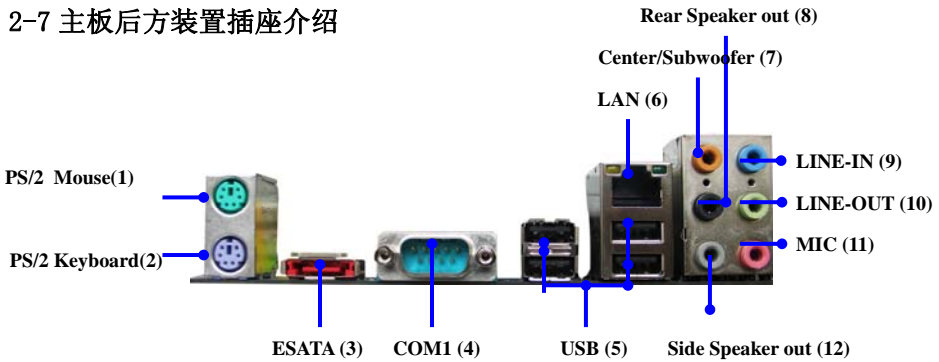 2-7 主板后方装置插座介绍
Rear Speaker out (8)
Center/Subwoofer (7)
LAN (6)
PS/2 Mouse(1)
LINE-IN (9)
LINE-OUT (10)
MIC (11)
PS/2 Keyboard(2)
ESATA (3)
COM1 (4)
USB (5)
Side Speaker out (12)